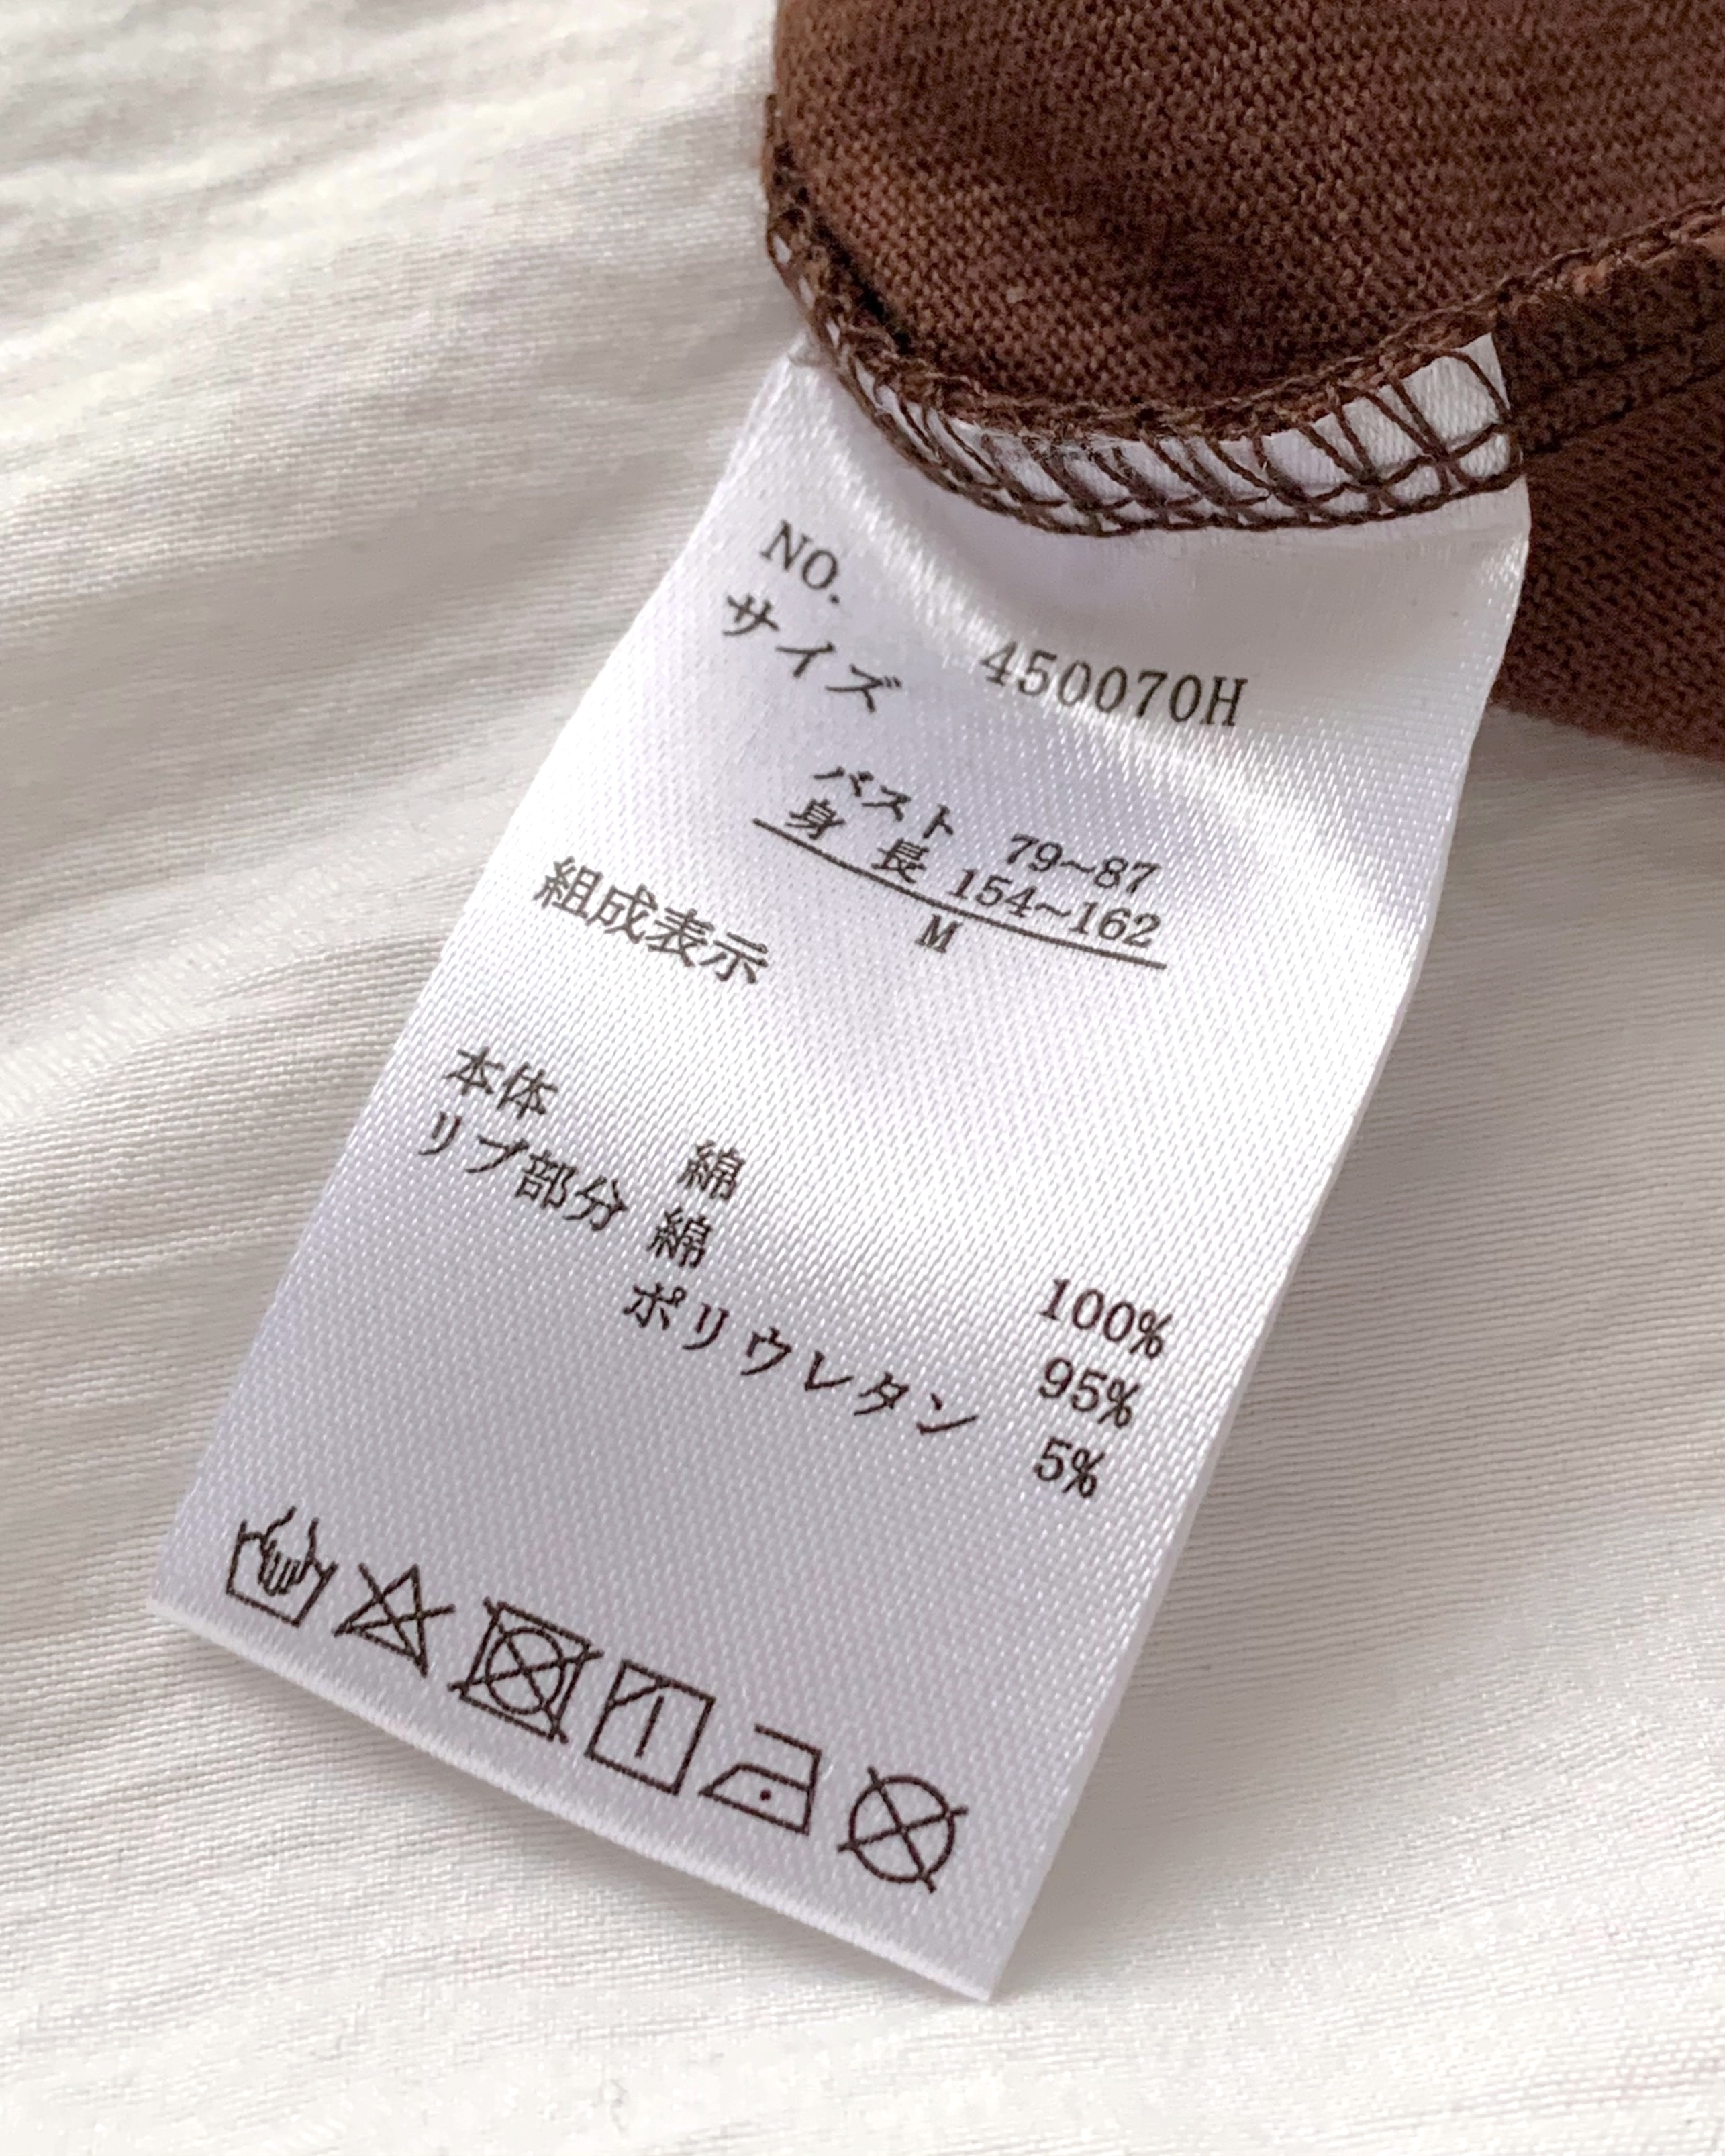 NO. 450070H
サイズ
バスト 79~87
身長 154~162
M
組成表示
本体 綿 100%
リブ部分 綿 95%
ポリウレタン 5%